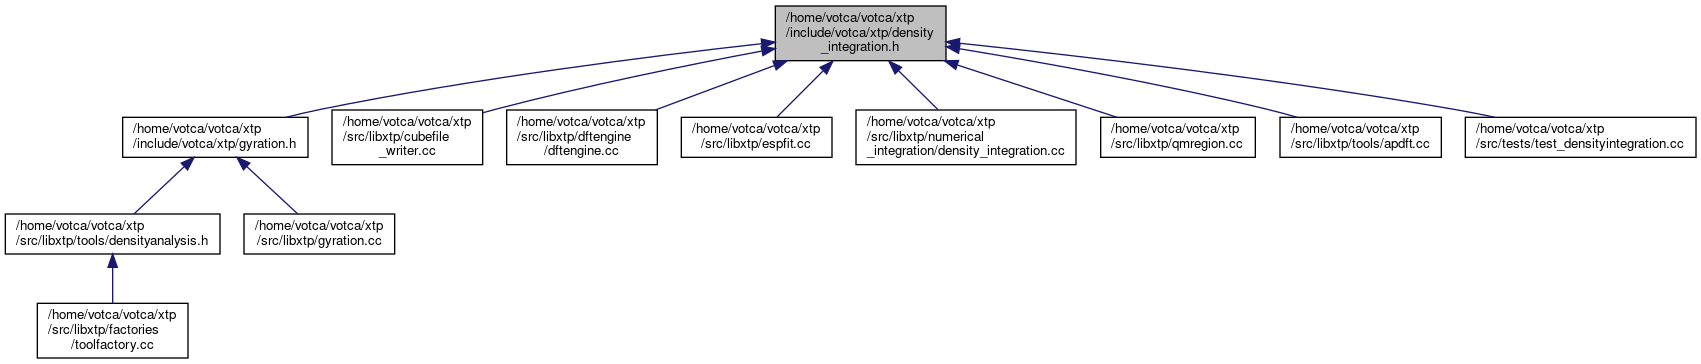 /home/votca/votca/xtp
/include/votca/xtp/density
_integration.h
/home/votca/votca/xtp
/include/votca/xtp/gyration.h
/home/votca/votca/xtp
/src/libxtp/cubefile
_writer.cc
/home/votca/votca/xtp
/src/libxtp/dftengine
/dftengine.cc
/home/votca/votca/xtp
/src/libxtp/espfit.cc
/home/votca/votca/xtp
/src/libxtp/numerical
_integration/density_integration.cc
/home/votca/votca/xtp
/src/libxtp/qmregion.cc
/home/votca/votca/xtp
/src/libxtp/tools/apdft.cc
/home/votca/votca/xtp
/src/tests/test_densityintegration.cc
/home/votca/votca/xtp
/src/libxtp/tools/densityanalysis.h
/home/votca/votca/xtp
/src/libxtp/gyration.cc
/home/votca/votca/xtp
/src/libxtp/factories
/toolfactory.cc